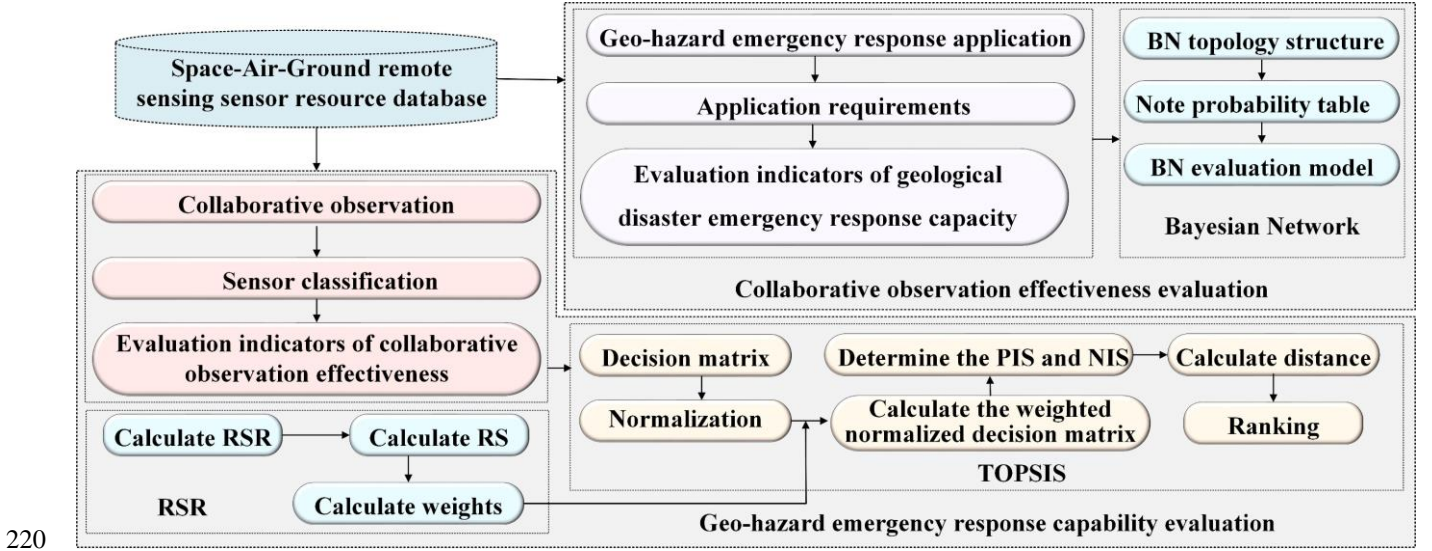 Space-Air-Ground remote
sensing sensor resource database
Geo-hazard emergency response application
Application requirements
Evaluation indicators of geological
disaster emergency response capacity
BN topology structure
Note probability table
BN evaluation model
Bayesian Network
Collaborative observation effectiveness evaluation
Collaborative observation
Sensor classification
Evaluation indicators of collaborative
observation effectiveness
Calculate RSR
Calculate RS
Calculate weights
RSR
Decision matrix
Normalization
Determine the PIS and NIS
Calculate the weighted
normalized decision matrix
Calculate distance
Ranking
TOPSIS
Geo-hazard emergency response capability evaluation
220